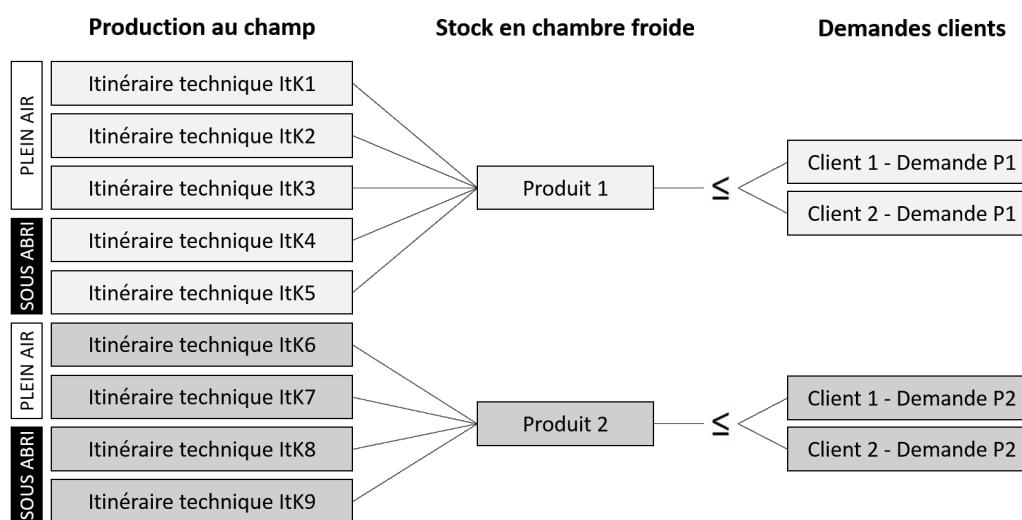 Production au champ
Stock en chambre froide
Demandes clients
PLEIN AIR
Itinéraire technique ItK1
Itinéraire technique ItK2
Itinéraire technique ItK3
SOUS ABRI
Itinéraire technique ItK4
Itinéraire technique ItK5
Produit 1
≤
Client 1 - Demande P1
Client 2 - Demande P1
PLEIN AIR
Itinéraire technique ItK6
Itinéraire technique ItK7
SOUS ABRI
Itinéraire technique ItK8
Itinéraire technique ItK9
Produit 2
≤
Client 1 - Demande P2
Client 2 - Demande P2